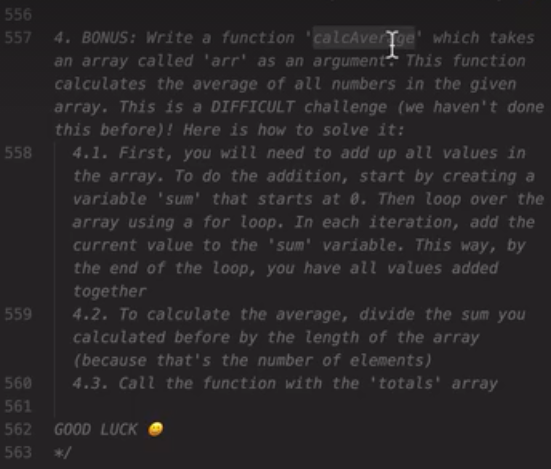 556
557 4. BONUS: Write a function 'calcAverage' which takes
an array called 'arr' as an argument. This function
calculates the average of all numbers in the given
array. This is a DIFFICULT challenge (we haven't done
this before)! Here is how to solve it:
558 4.1. First, you will need to add up all values in
the array. To do the addition, start by creating a
variable 'sum' that starts at 0. Then loop over the
array using a for loop. In each iteration, add the
current value to the 'sum' variable. This way, by
the end of the loop, you have all values added
together
559 4.2. To calculate the average, divide the sum you
calculated before by the length of the array
(because that's the number of elements)
560 4.3. Call the function with the 'totals' array
561
562 GOOD LUCK 😀
563 */